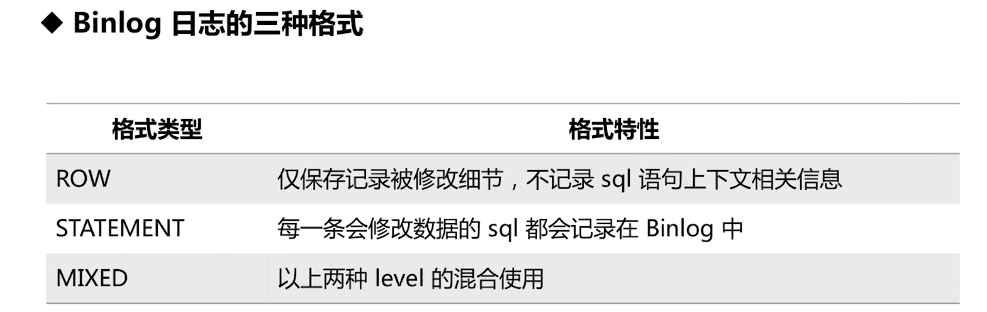 ◆ Binlog 日志的三种格式
格式类型 格式特性
ROW 仅保存记录被修改细节，不记录 sql 语句上下文相关信息
STATEMENT 每一条会修改数据的 sql 都会记录在 Binlog 中
MIXED 以上两种 level 的混合使用